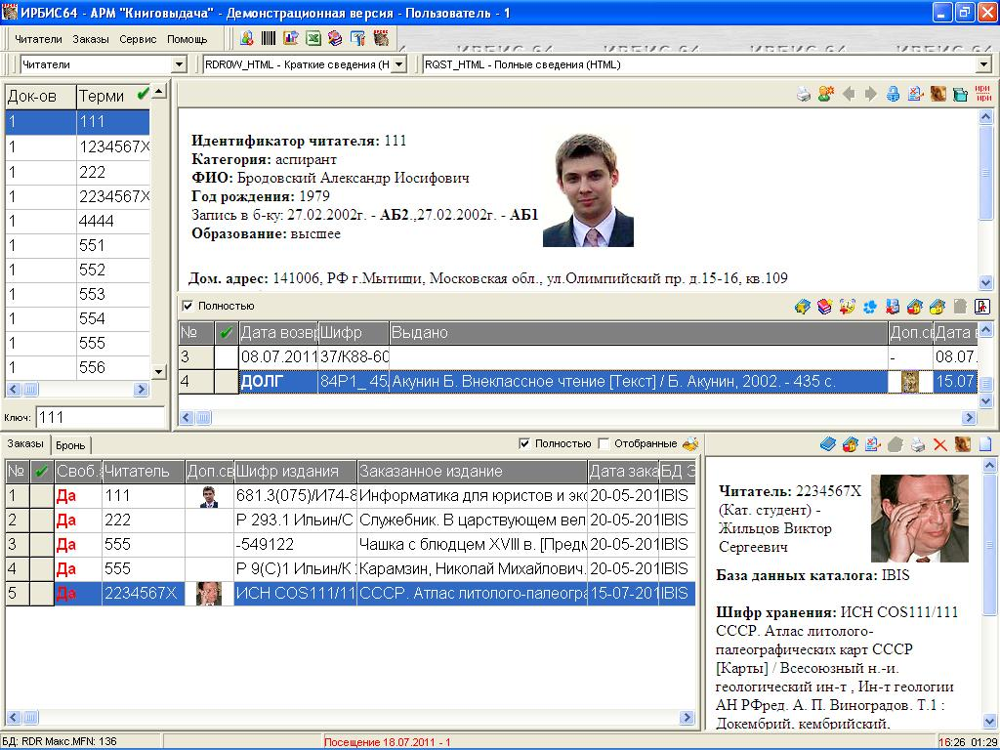 ИРБИС64 - АРМ "Книговыдача" - Демонстрационная версия - Пользователь - 1
Читатели Заказы Сервис Помощь
Читатели RDR0W_HTML - Краткие сведения (H RQST_HTML - Полные сведения (HTML)
Док-ов Терми
1 111
1 1234567X
1 222
1 2234567X
1 4444
1 551
1 552
1 553
1 554
1 555
1 556
Ключ: 111
ири
ири
Идентификатор читателя: 111
Категория: аспирант
ФИО: Бродовский Александр Иосифович
Год рождения: 1979
Запись в б-ку: 27.02.2002г. - АБ2.,27.02.2002г. - АБ1
Образование: высшее
Дом. адрес: 141006, РФ г.Мытищи, Московская обл., ул.Олимпийский пр. д.15-16, кв.109
Полностью
№ Дата возвр Шифр Выдано Доп.св Дата в
3 08.07.2011 37/К88-60 - 08.07.
4 ДОЛГ 84Р1_ 45 Акунин Б. Внеклассное чтение [Текст] / Б. Акунин, 2002. - 435 с. 15.07
Заказы Бронь Полностью Отобранные
№ Своб. Читатель Доп.св Шифр издания Заказанное издание Дата зака БД Э
1 Да 111 681.3(075)/И74-8 Информатика для юристов и эко 20-05-201 IBIS
2 Да 222 Р 293.1 Ильин/С Служебник. В царствующем вел 20-05-201 IBIS
3 Да 555 -549122 Чашка с блюдцем XVIII в. [Предм 20-05-201 IBIS
4 Да 555 Р 9(С)1 Ильин/К Карамзин, Николай Михайлович. 20-05-201 IBIS
5 Да 2234567X ИСН COS111/11 СССР. Атлас литолого-палеогра 15-07-201 IBIS
Читатель: 2234567X
(Кат. студент) -
Жильцов Виктор
Сергеевич
База данных каталога: IBIS
Шифр хранения: ИСН COS111/111
СССР. Атлас литолого-
палеографических карт СССР
[Карты] / Всесоюзный н.-и.
геологический ин-т , Ин-т геологии
АН РФред. А. П. Виноградов. Т.1 :
Докембрий, кембрийский,
БД: RDR Макс.MFN: 136 Посещение 18.07.2011 - 1 16:26 01:29